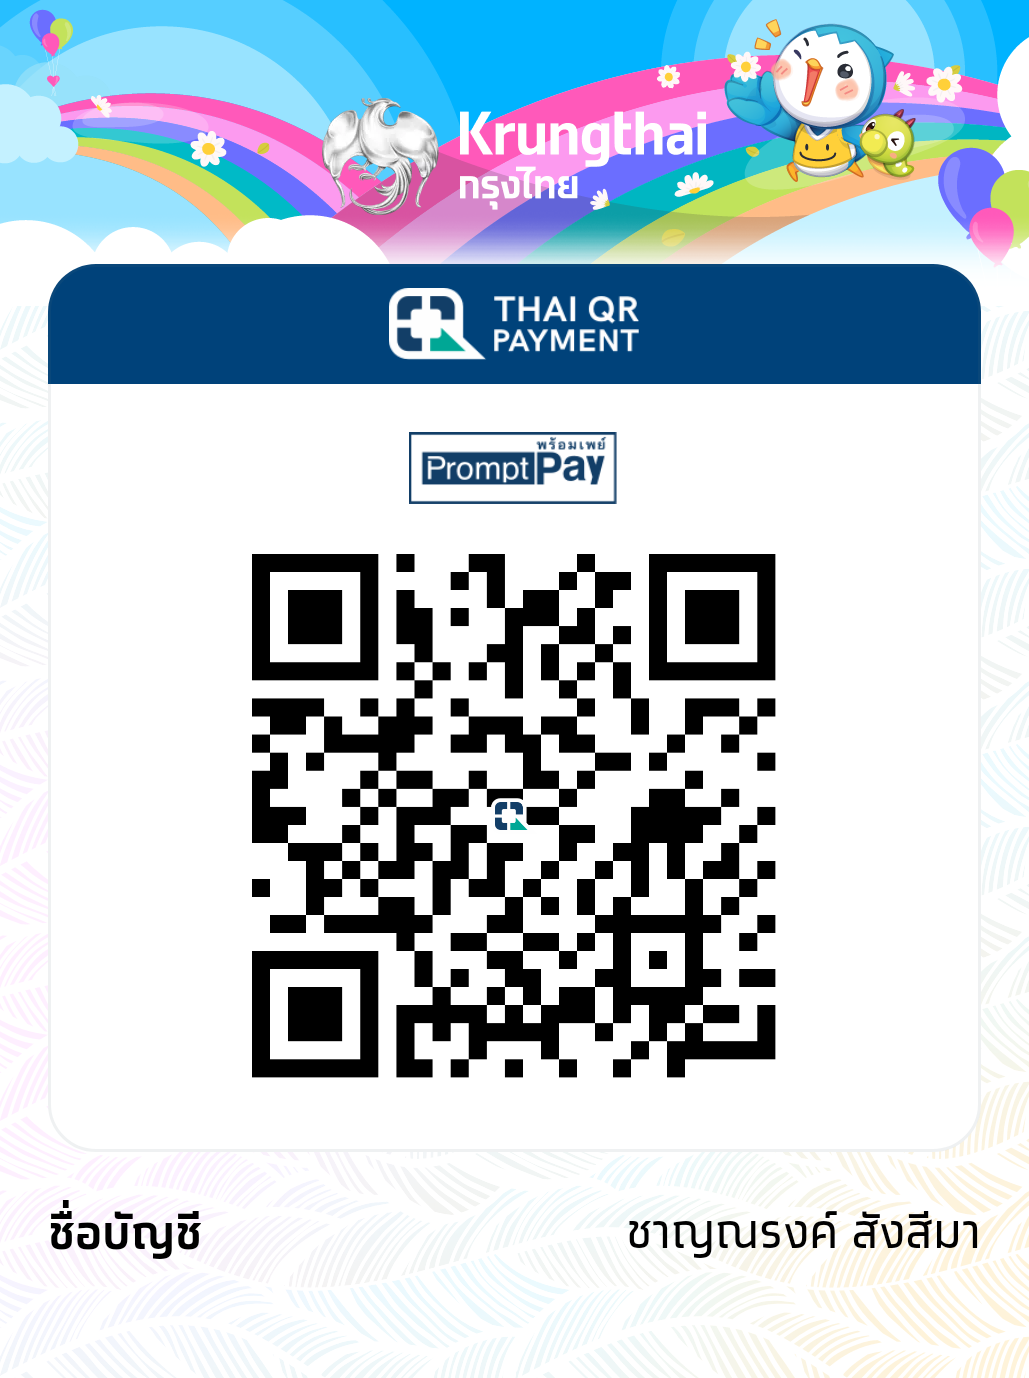 Krungthai
กรุงไทย
THAI QR
PAYMENT
พร้อมเพย์
PromptPay
ชื่อบัญชี ชาญณรงค์ สังสีมา